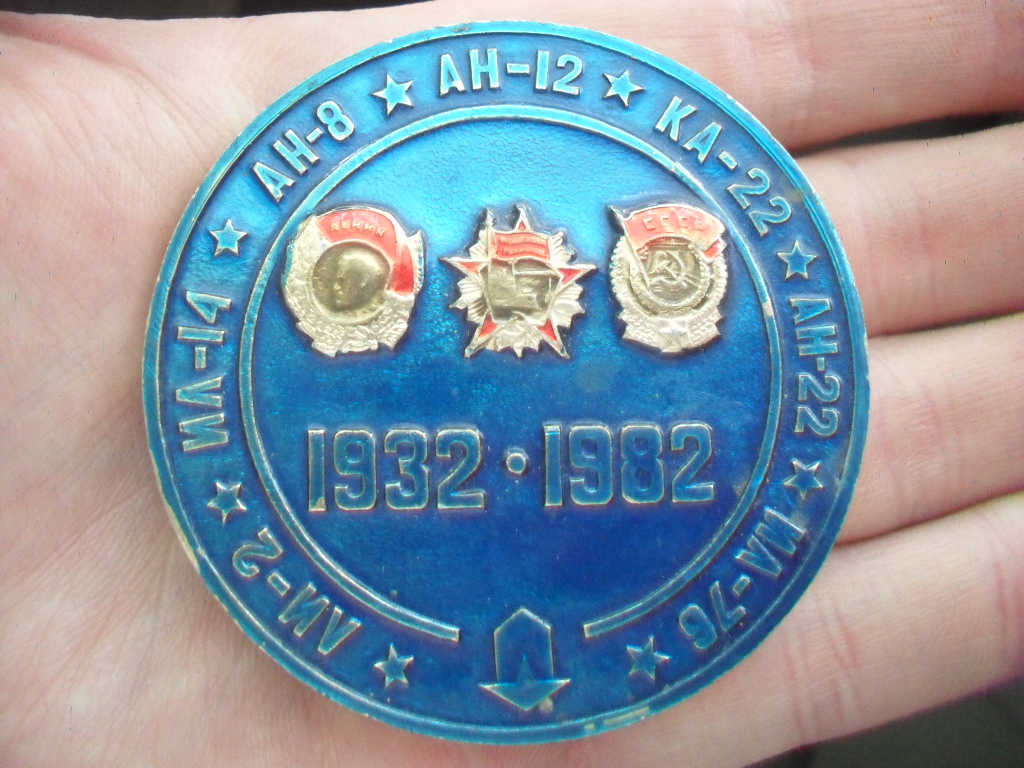 ЛИ-2 ★ ИЛ-14 ★ АН-8 ★ АН-12 ★ КА-22 ★ АН-22 ★ ИЛ-76
ЛЕНИН
СССР
1932 • 1982